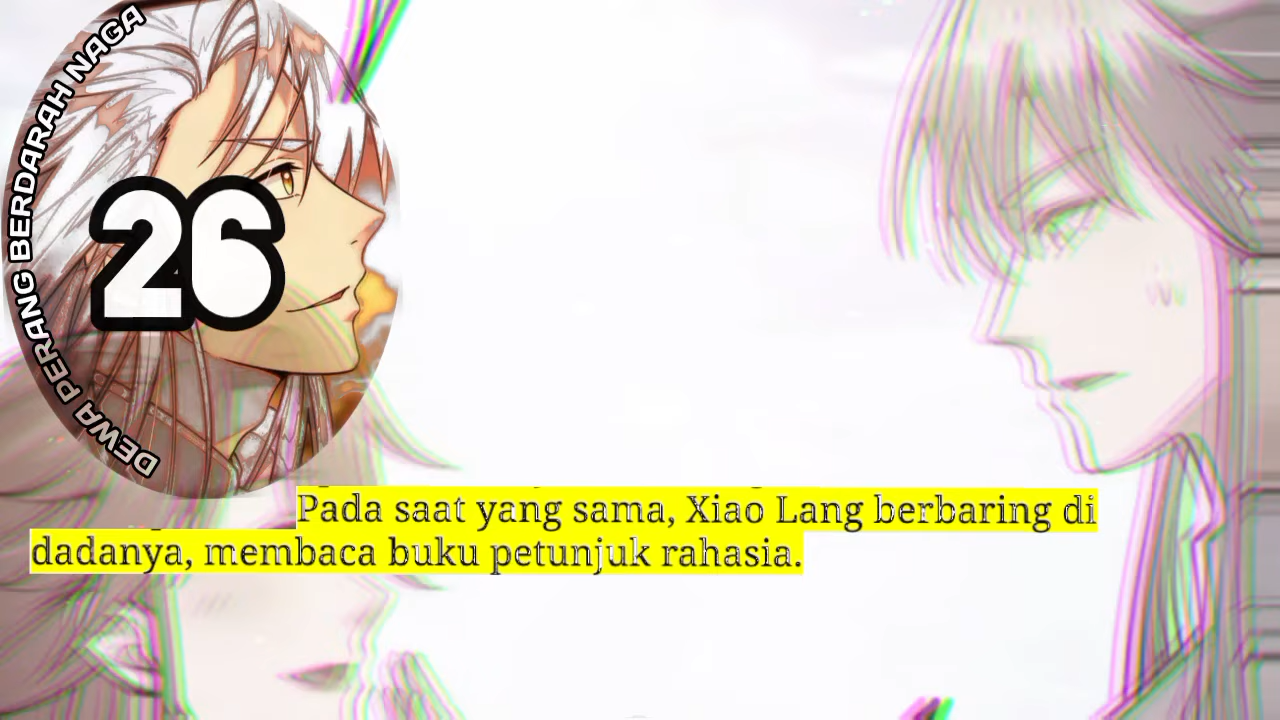 DEWA PERANG BERDARAH NAGA
26
Pada saat yang sama, Xiao Lang berbaring di
dadanya, membaca buku petunjuk rahasia.